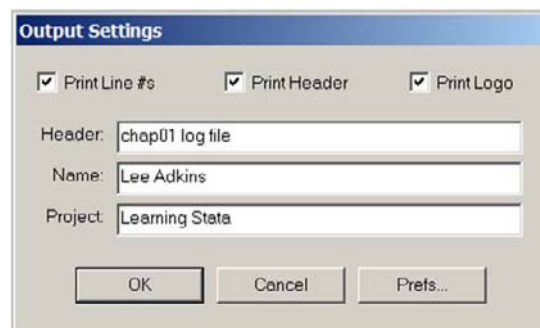 Output Settings
Print Line #s Print Header Print Logo
Header: chap01 log file
Name: Lee Adkins
Project: Learning Stata
OK Cancel Prefs...